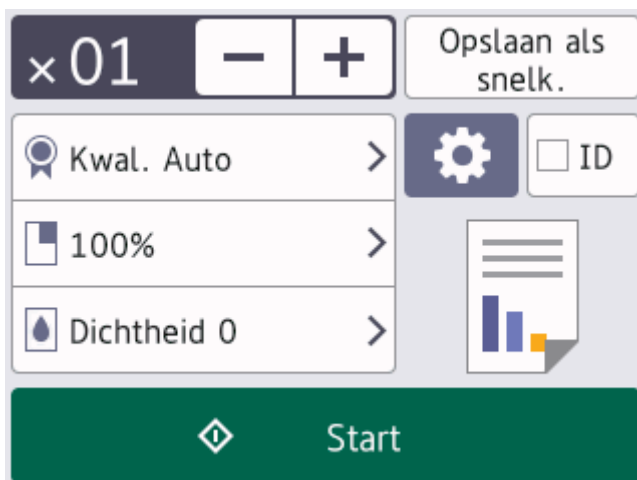 ×01
Opslaan als
snelk.
Kwal. Auto
ID
100%
Dichtheid 0
Start